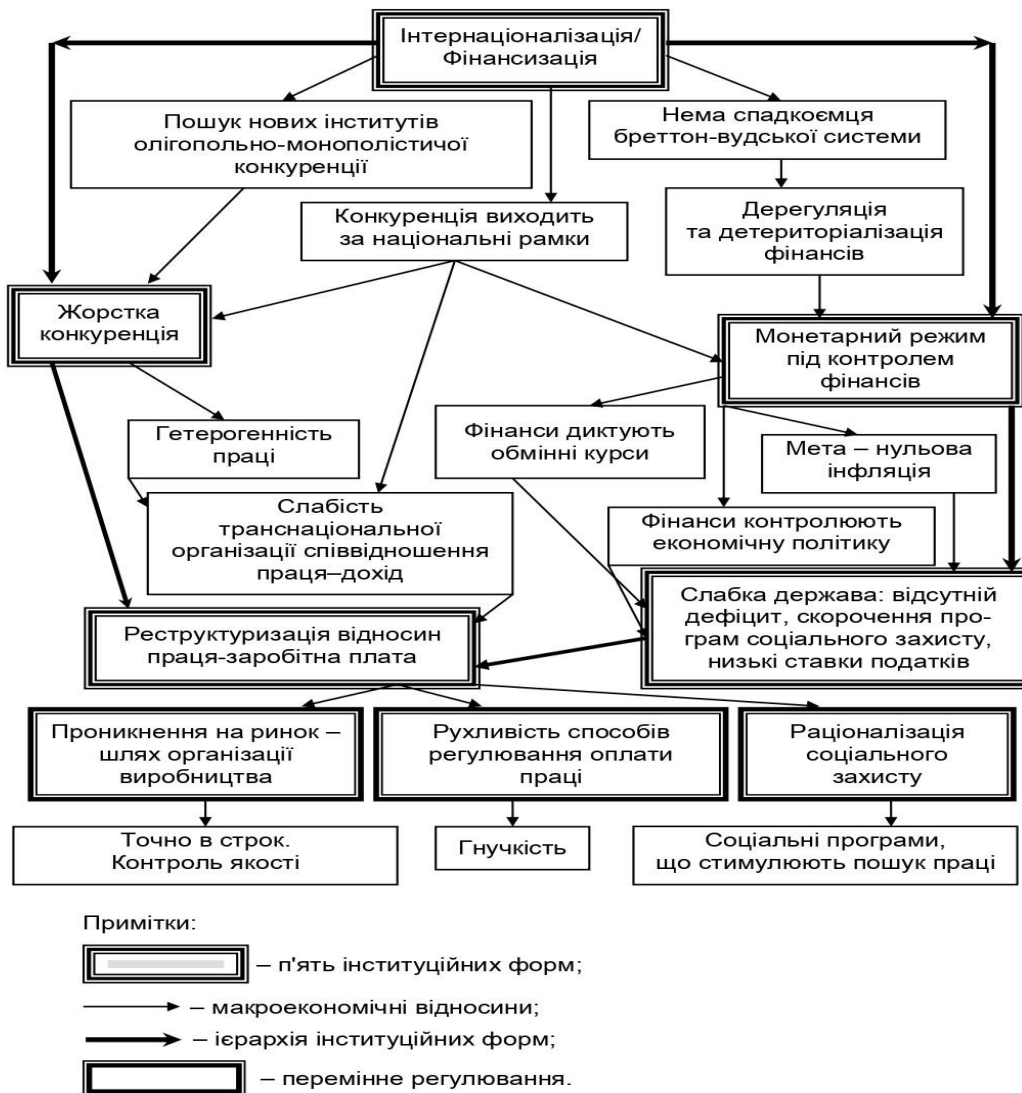 Інтернаціоналізація/
Фінансизація
Пошук нових інститутів
олігопольно-монополістичої
конкуренції
Нема спадкоємця
бреттон-вудської системи
Конкуренція виходить
за національні рамки
Дерегуляція
та детериторіалізація
фінансів
Жорстка
конкуренція
Монетарний режим
під контролем
фінансів
Гетерогенність
праці
Фінанси диктують
обмінні курси
Мета – нульова
інфляція
Слабість
транснаціональної
організації співвідношення
праця–дохід
Фінанси контролюють
економічну політику
Слабка держава: відсутній
дефіцит, скорочення про-
грам соціального захисту,
низькі ставки податків
Реструктуризація відносин
праця-заробітна плата
Проникнення на ринок –
шлях організації
виробництва
Рухливість способів
регулювання оплати
праці
Раціоналізація
соціального
захисту
Точно в строк.
Контроль якості
Гнучкість
Соціальні програми,
що стимулюють пошук праці
Примітки:
– п'ять інституційних форм;
– макроекономічні відносини;
– ієрархія інституційних форм;
– перемінне регулювання.